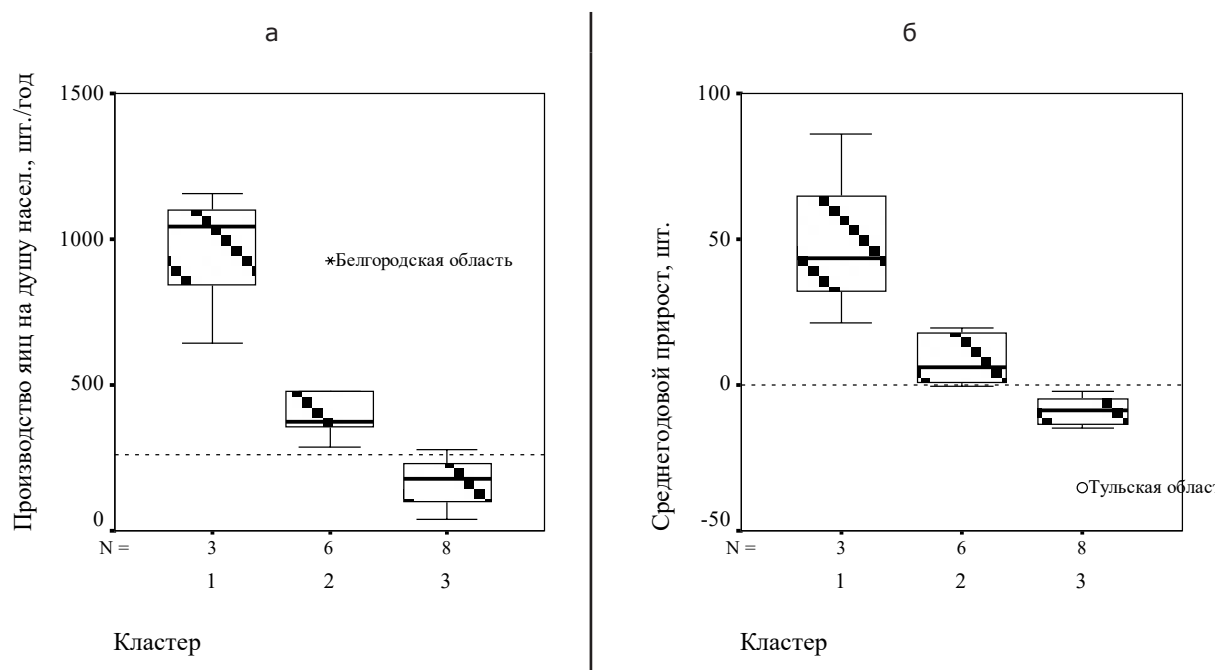 а
Производство яиц на душу насел., шт./год
1500
1000
500
0
*Белгородская область
N =
3
6
8
1
2
3
Кластер
б
Среднегодовой прирост, шт.
100
50
0
-50
Тульская облас
N =
3
6
8
1
2
3
Кластер